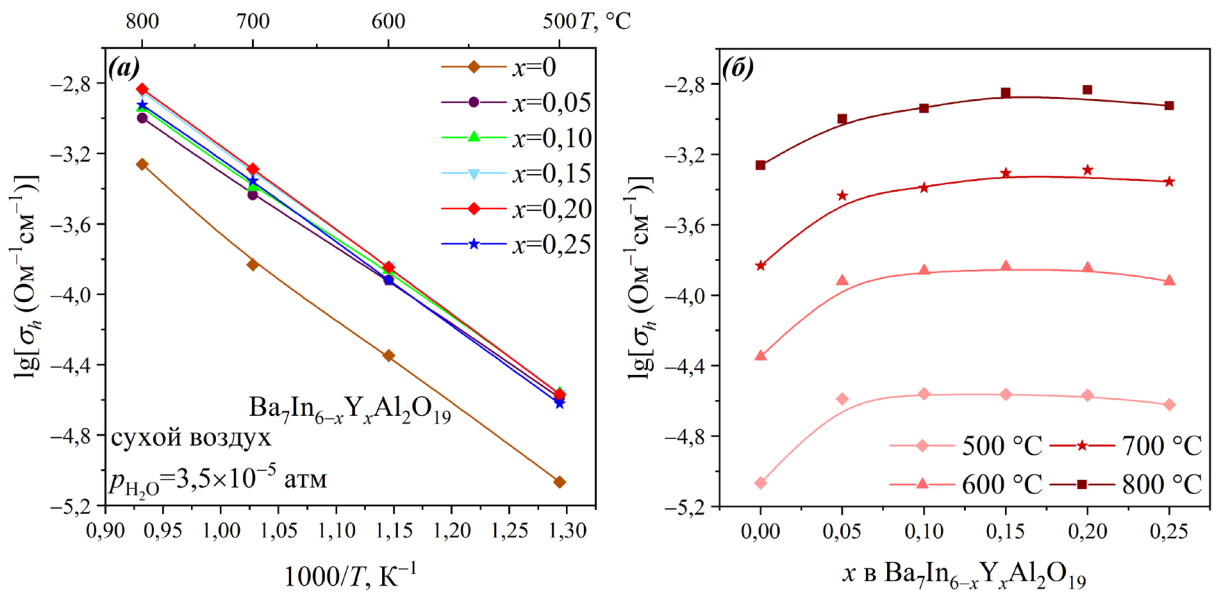 800 700 600 500 T, °C
(а)
x=0
x=0,05
x=0,10
x=0,15
x=0,20
x=0,25
–2,8
–3,2
–3,6
–4,0
–4,4
–4,8
–5,2
lg[σh (Ом–1см–1)]
Ba7In6–xYxAl2O19
сухой воздух
pH2O=3,5×10–5 атм
0,90 0,95 1,00 1,05 1,10 1,15 1,20 1,25 1,30
1000/T, К–1
(б)
–2,8
–3,2
–3,6
–4,0
–4,4
–4,8
–5,2
lg[σh (Ом–1см–1)]
500 °C 700 °C
600 °C 800 °C
0,00 0,05 0,10 0,15 0,20 0,25
x в Ba7In6–xYxAl2O19